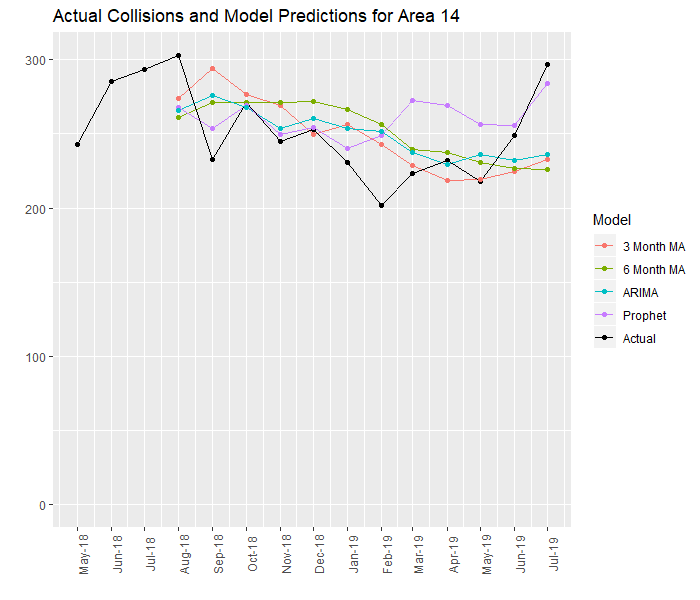 Actual Collisions and Model Predictions for Area 14
300
200
100
0
May-18
Jun-18
Jul-18
Aug-18
Sep-18
Oct-18
Nov-18
Dec-18
Jan-19
Feb-19
Mar-19
Apr-19
May-19
Jun-19
Jul-19
Model
3 Month MA
6 Month MA
ARIMA
Prophet
Actual